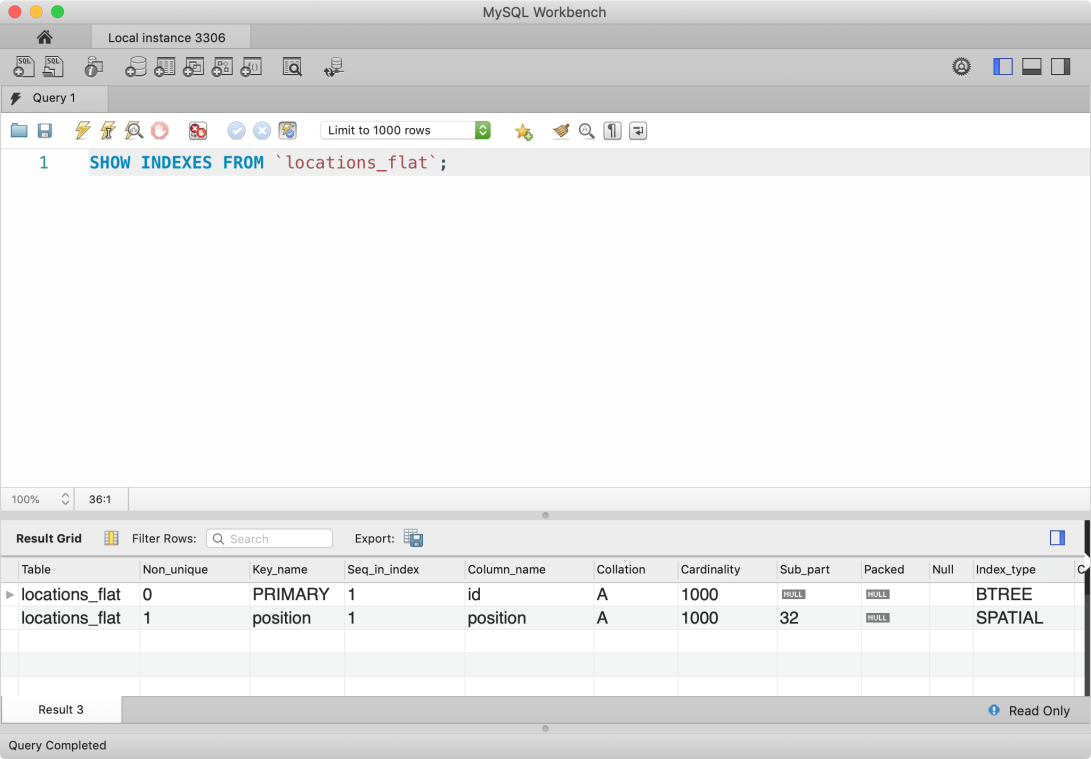 MySQL Workbench
Local instance 3306
Query 1
Limit to 1000 rows
1 SHOW INDEXES FROM `locations_flat`;
100% 36:1
Result Grid Filter Rows: Search Export:
Table Non_unique Key_name Seq_in_index Column_name Collation Cardinality Sub_part Packed Null Index_type C
locations_flat 0 PRIMARY 1 id A 1000 NULL NULL BTREE
locations_flat 1 position 1 position A 1000 32 NULL SPATIAL
Result 3 Read Only
Query Completed